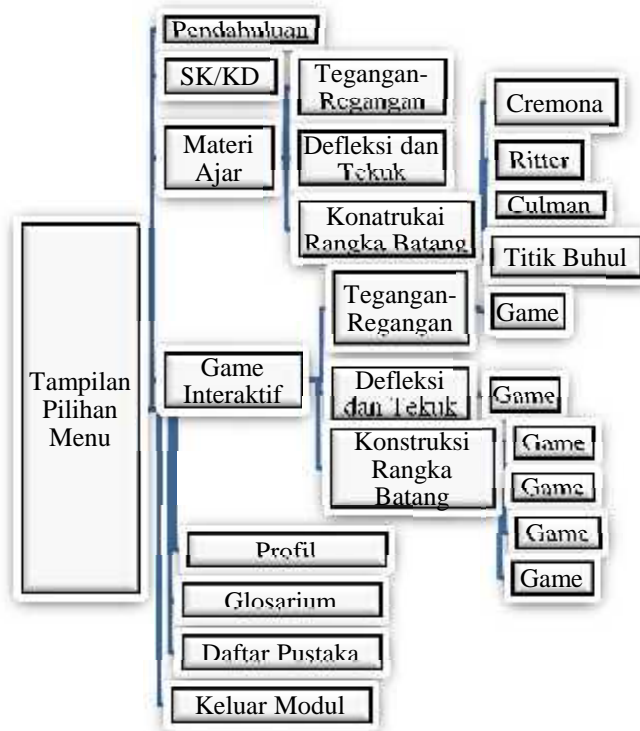 Tampilan
Pilihan
Menu
Pendahuluan
SK/KD
Materi
Ajar
Tegangan-
Regangan
Defleksi dan
Tekuk
Konatrukai
Rangka Batang
Cremona
Ritter
Culman
Titik Buhul
Game
Interaktif
Tegangan-
Regangan
Game
Defleksi
dan Tekuk
Game
Konstruksi
Rangka
Batang
Game
Game
Game
Game
Profil
Glosarium
Daftar Pustaka
Keluar Modul